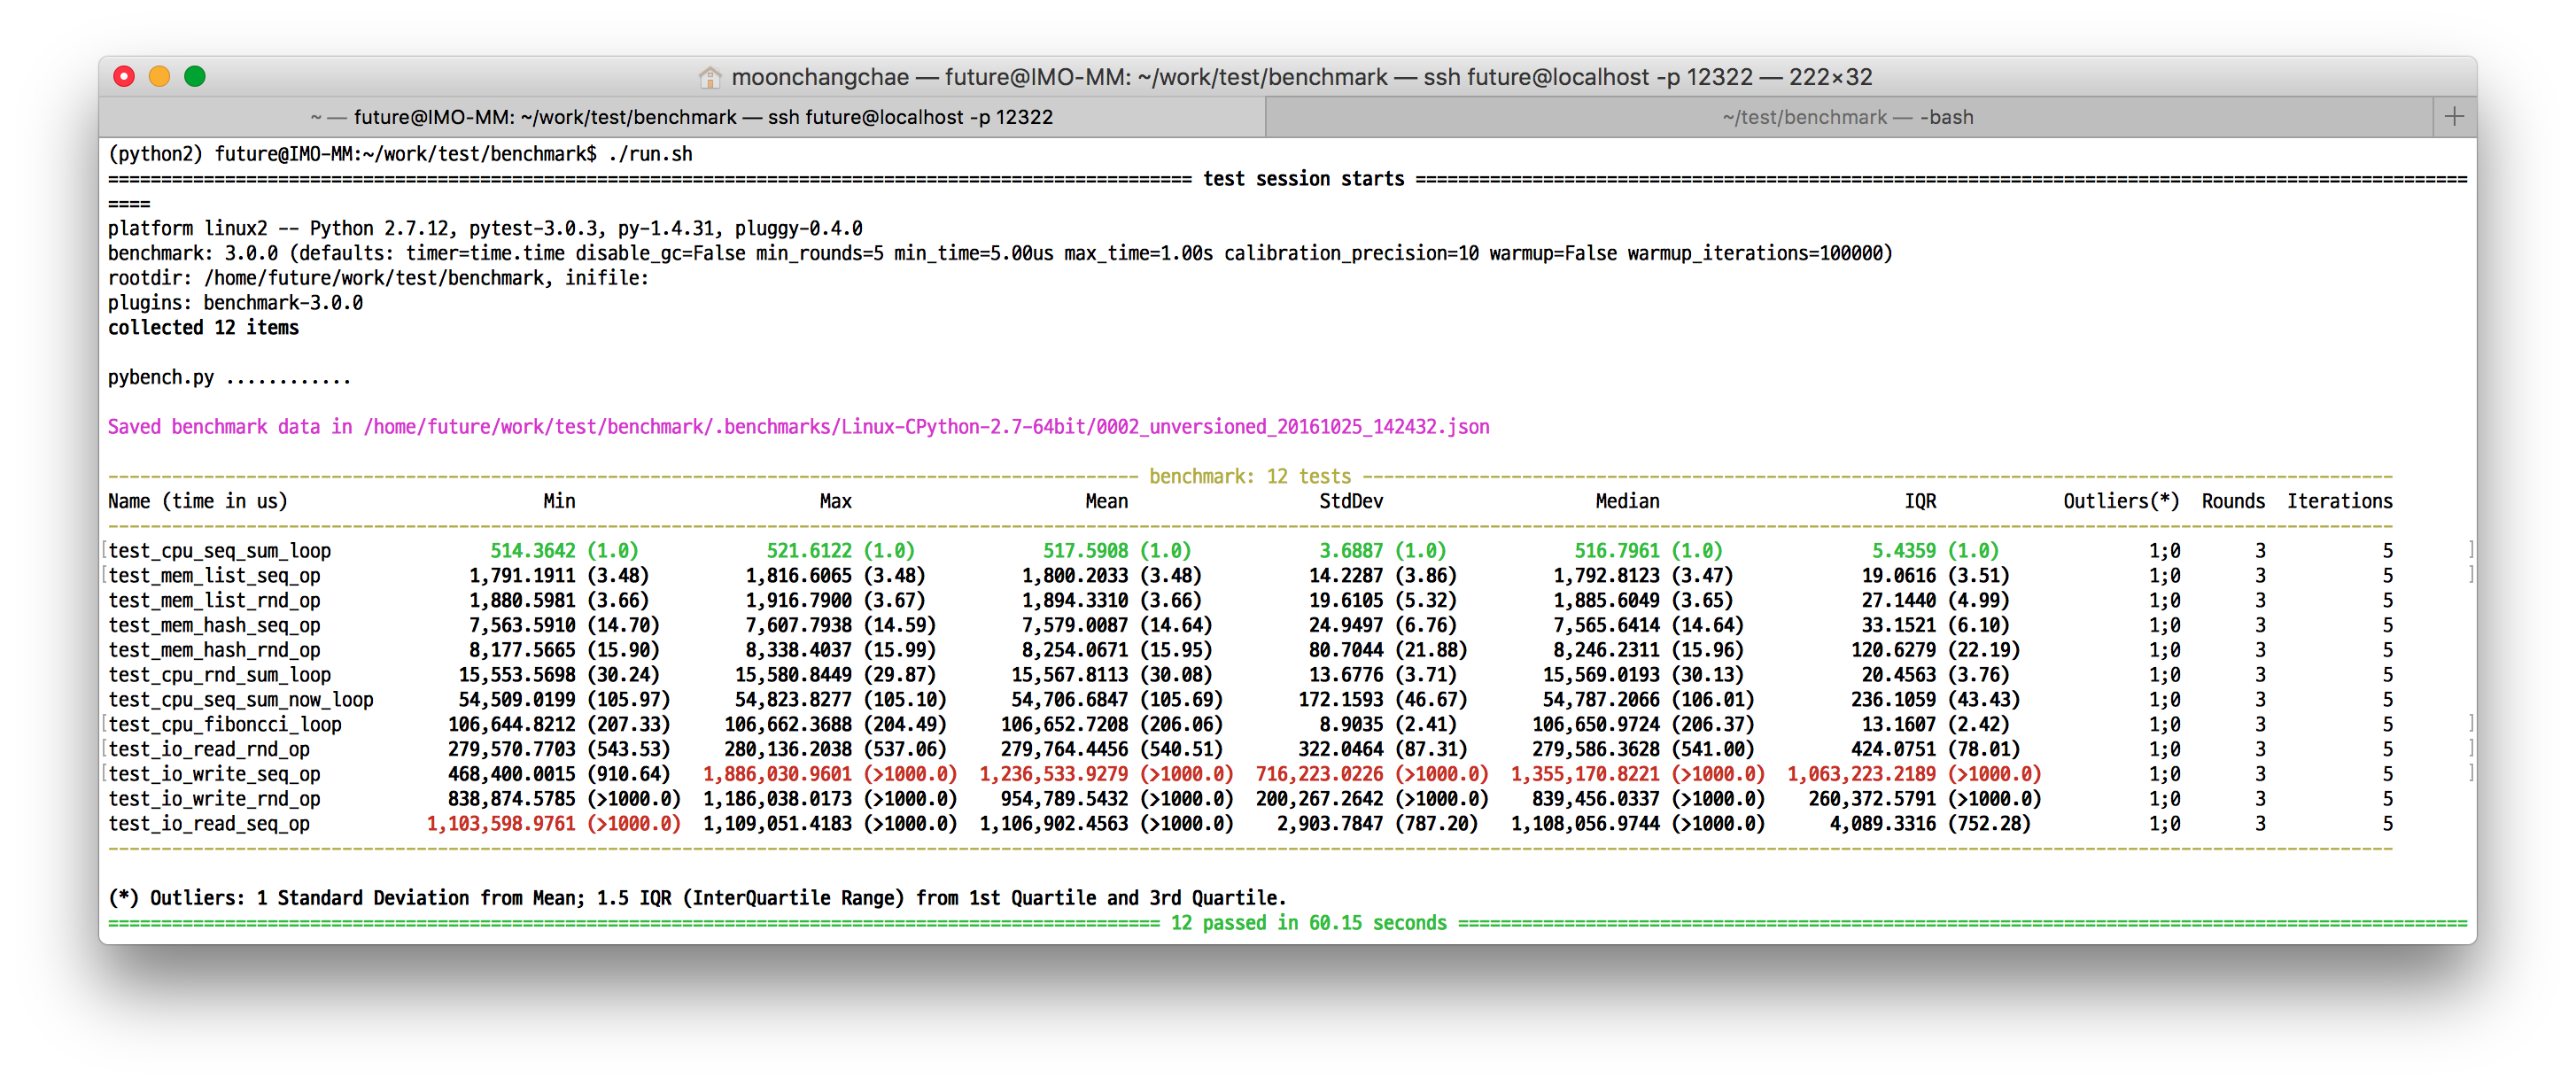 moonchangchae — future@IMO-MM: ~/work/test/benchmark — ssh future@localhost -p 12322 — 222×32
~ — future@IMO-MM: ~/work/test/benchmark — ssh future@localhost -p 12322 ~/test/benchmark — -bash +
(python2) future@IMO-MM:~/work/test/benchmark$ ./run.sh
====================================================================================================== test session starts ===================================================================================================
====
platform linux2 -- Python 2.7.12, pytest-3.0.3, py-1.4.31, pluggy-0.4.0
benchmark: 3.0.0 (defaults: timer=time.time disable_gc=False min_rounds=5 min_time=5.00us max_time=1.00s calibration_precision=10 warmup=False warmup_iterations=100000)
rootdir: /home/future/work/test/benchmark, inifile:
plugins: benchmark-3.0.0
collected 12 items
pybench.py ............
Saved benchmark data in /home/future/work/test/benchmark/.benchmarks/Linux-CPython-2.7-64bit/0002_unversioned_20161025_142432.json
------------------------------------------------------------------------------------------------- benchmark: 12 tests -------------------------------------------------------------------------------------------------
Name (time in us) Min Max Mean StdDev Median IQR Outliers(*) Rounds Iterations
-----------------------------------------------------------------------------------------------------------------------------------------------------------------------------------------------------------------------
[test_cpu_seq_sum_loop 514.3642 (1.0) 521.6122 (1.0) 517.5908 (1.0) 3.6887 (1.0) 516.7961 (1.0) 5.4359 (1.0) 1;0 3 5 ]
[test_mem_list_seq_op 1,791.1911 (3.48) 1,816.6065 (3.48) 1,800.2033 (3.48) 14.2287 (3.86) 1,792.8123 (3.47) 19.0616 (3.51) 1;0 3 5 ]
test_mem_list_rnd_op 1,880.5981 (3.66) 1,916.7900 (3.67) 1,894.3310 (3.66) 19.6105 (5.32) 1,885.6049 (3.65) 27.1440 (4.99) 1;0 3 5
test_mem_hash_seq_op 7,563.5910 (14.70) 7,607.7938 (14.59) 7,579.0087 (14.64) 24.9497 (6.76) 7,565.6414 (14.64) 33.1521 (6.10) 1;0 3 5
test_mem_hash_rnd_op 8,177.5665 (15.90) 8,338.4037 (15.99) 8,254.0671 (15.95) 80.7044 (21.88) 8,246.2311 (15.96) 120.6279 (22.19) 1;0 3 5
test_cpu_rnd_sum_loop 15,553.5698 (30.24) 15,580.8449 (29.87) 15,567.8113 (30.08) 13.6776 (3.71) 15,569.0193 (30.13) 20.4563 (3.76) 1;0 3 5
test_cpu_seq_sum_now_loop 54,509.0199 (105.97) 54,823.8277 (105.10) 54,706.6847 (105.69) 172.1593 (46.67) 54,787.2066 (106.01) 236.1059 (43.43) 1;0 3 5
[test_cpu_fiboncci_loop 106,644.8212 (207.33) 106,662.3688 (204.49) 106,652.7208 (206.06) 8.9035 (2.41) 106,650.9724 (206.37) 13.1607 (2.42) 1;0 3 5 ]
[test_io_read_rnd_op 279,570.7703 (543.53) 280,136.2038 (537.06) 279,764.4456 (540.51) 322.0464 (87.31) 279,586.3628 (541.00) 424.0751 (78.01) 1;0 3 5 ]
[test_io_write_seq_op 468,400.0015 (910.64) 1,886,030.9601 (>1000.0) 1,236,533.9279 (>1000.0) 716,223.0226 (>1000.0) 1,355,170.8221 (>1000.0) 1,063,223.2189 (>1000.0) 1;0 3 5 ]
test_io_write_rnd_op 838,874.5785 (>1000.0) 1,186,038.0173 (>1000.0) 954,789.5432 (>1000.0) 200,267.2642 (>1000.0) 839,456.0337 (>1000.0) 260,372.5791 (>1000.0) 1;0 3 5
test_io_read_seq_op 1,103,598.9761 (>1000.0) 1,109,051.4183 (>1000.0) 1,106,902.4563 (>1000.0) 2,903.7847 (787.20) 1,108,056.9744 (>1000.0) 4,089.3316 (752.28) 1;0 3 5
-----------------------------------------------------------------------------------------------------------------------------------------------------------------------------------------------------------------------
(*) Outliers: 1 Standard Deviation from Mean; 1.5 IQR (InterQuartile Range) from 1st Quartile and 3rd Quartile.
=================================================================================================== 12 passed in 60.15 seconds ===============================================================================================